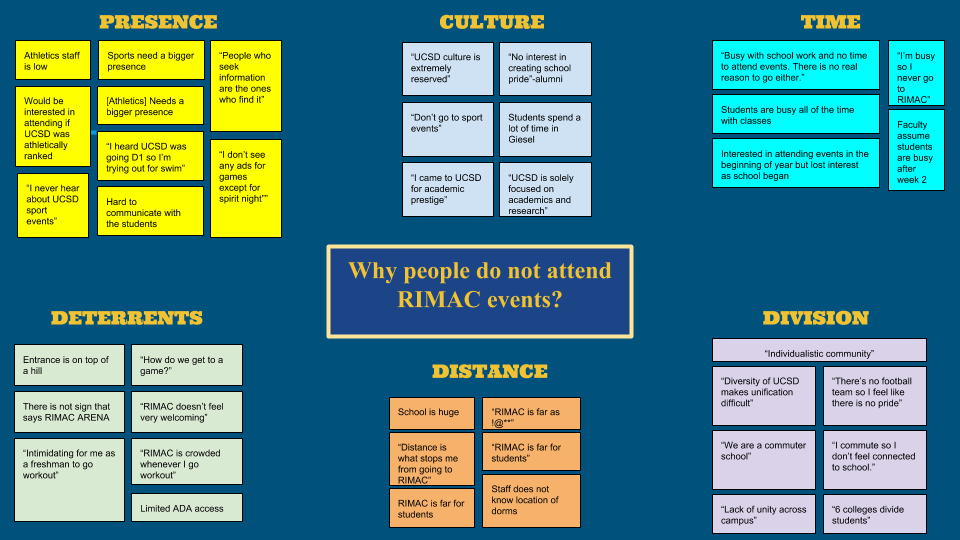 PRESENCE
Athletics staff
is low
Sports need a bigger
presence
“People who
seek
information
are the ones
who find it”
Would be
interested in
attending if
UCSD was
athletically
ranked
[Athletics] Needs a
bigger presence
“I heard UCSD was
going D1 so I’m
trying out for swim”
“I don’t see
any ads for
games
except for
spirit night””
“I never hear
about UCSD
sport
events”
Hard to
communicate with
the students
CULTURE
“UCSD culture is
extremely
reserved”
“No interest in
creating school
pride”-alumni
“Don’t go to sport
events”
Students spend a
lot of time in
Giesel
“I came to UCSD
for academic
prestige”
“UCSD is solely
focused on
academics and
research”
TIME
“Busy with school work and no time
to attend events. There is no real
reason to go either.”
“I’m busy
so I
never go
to
RIMAC”
Students are busy all of the time
with classes
Faculty
assume
students
are busy
after
week 2
Interested in attending events in the
beginning of year but lost interest
as school began
Why people do not attend
RIMAC events?
DETERRENTS
Entrance is on top of
a hill
“How do we get to a
game?”
There is not sign that
says RIMAC ARENA
“RIMAC doesn’t feel
very welcoming”
“Intimidating for me as
a freshman to go
workout”
“RIMAC is crowded
whenever I go
workout”
Limited ADA access
DISTANCE
School is huge
“RIMAC is far as
!@**”
“Distance is
what stops me
from going to
RIMAC”
“RIMAC is far for
students”
RIMAC is far for
students
Staff does not
know location of
dorms
DIVISION
“Individualistic community”
“Diversity of UCSD
makes unification
difficult”
“There’s no football
team so I feel like
there is no pride”
“We are a commuter
school”
“I commute so I
don’t feel connected
to school.”
“Lack of unity across
campus”
“6 colleges divide
students”